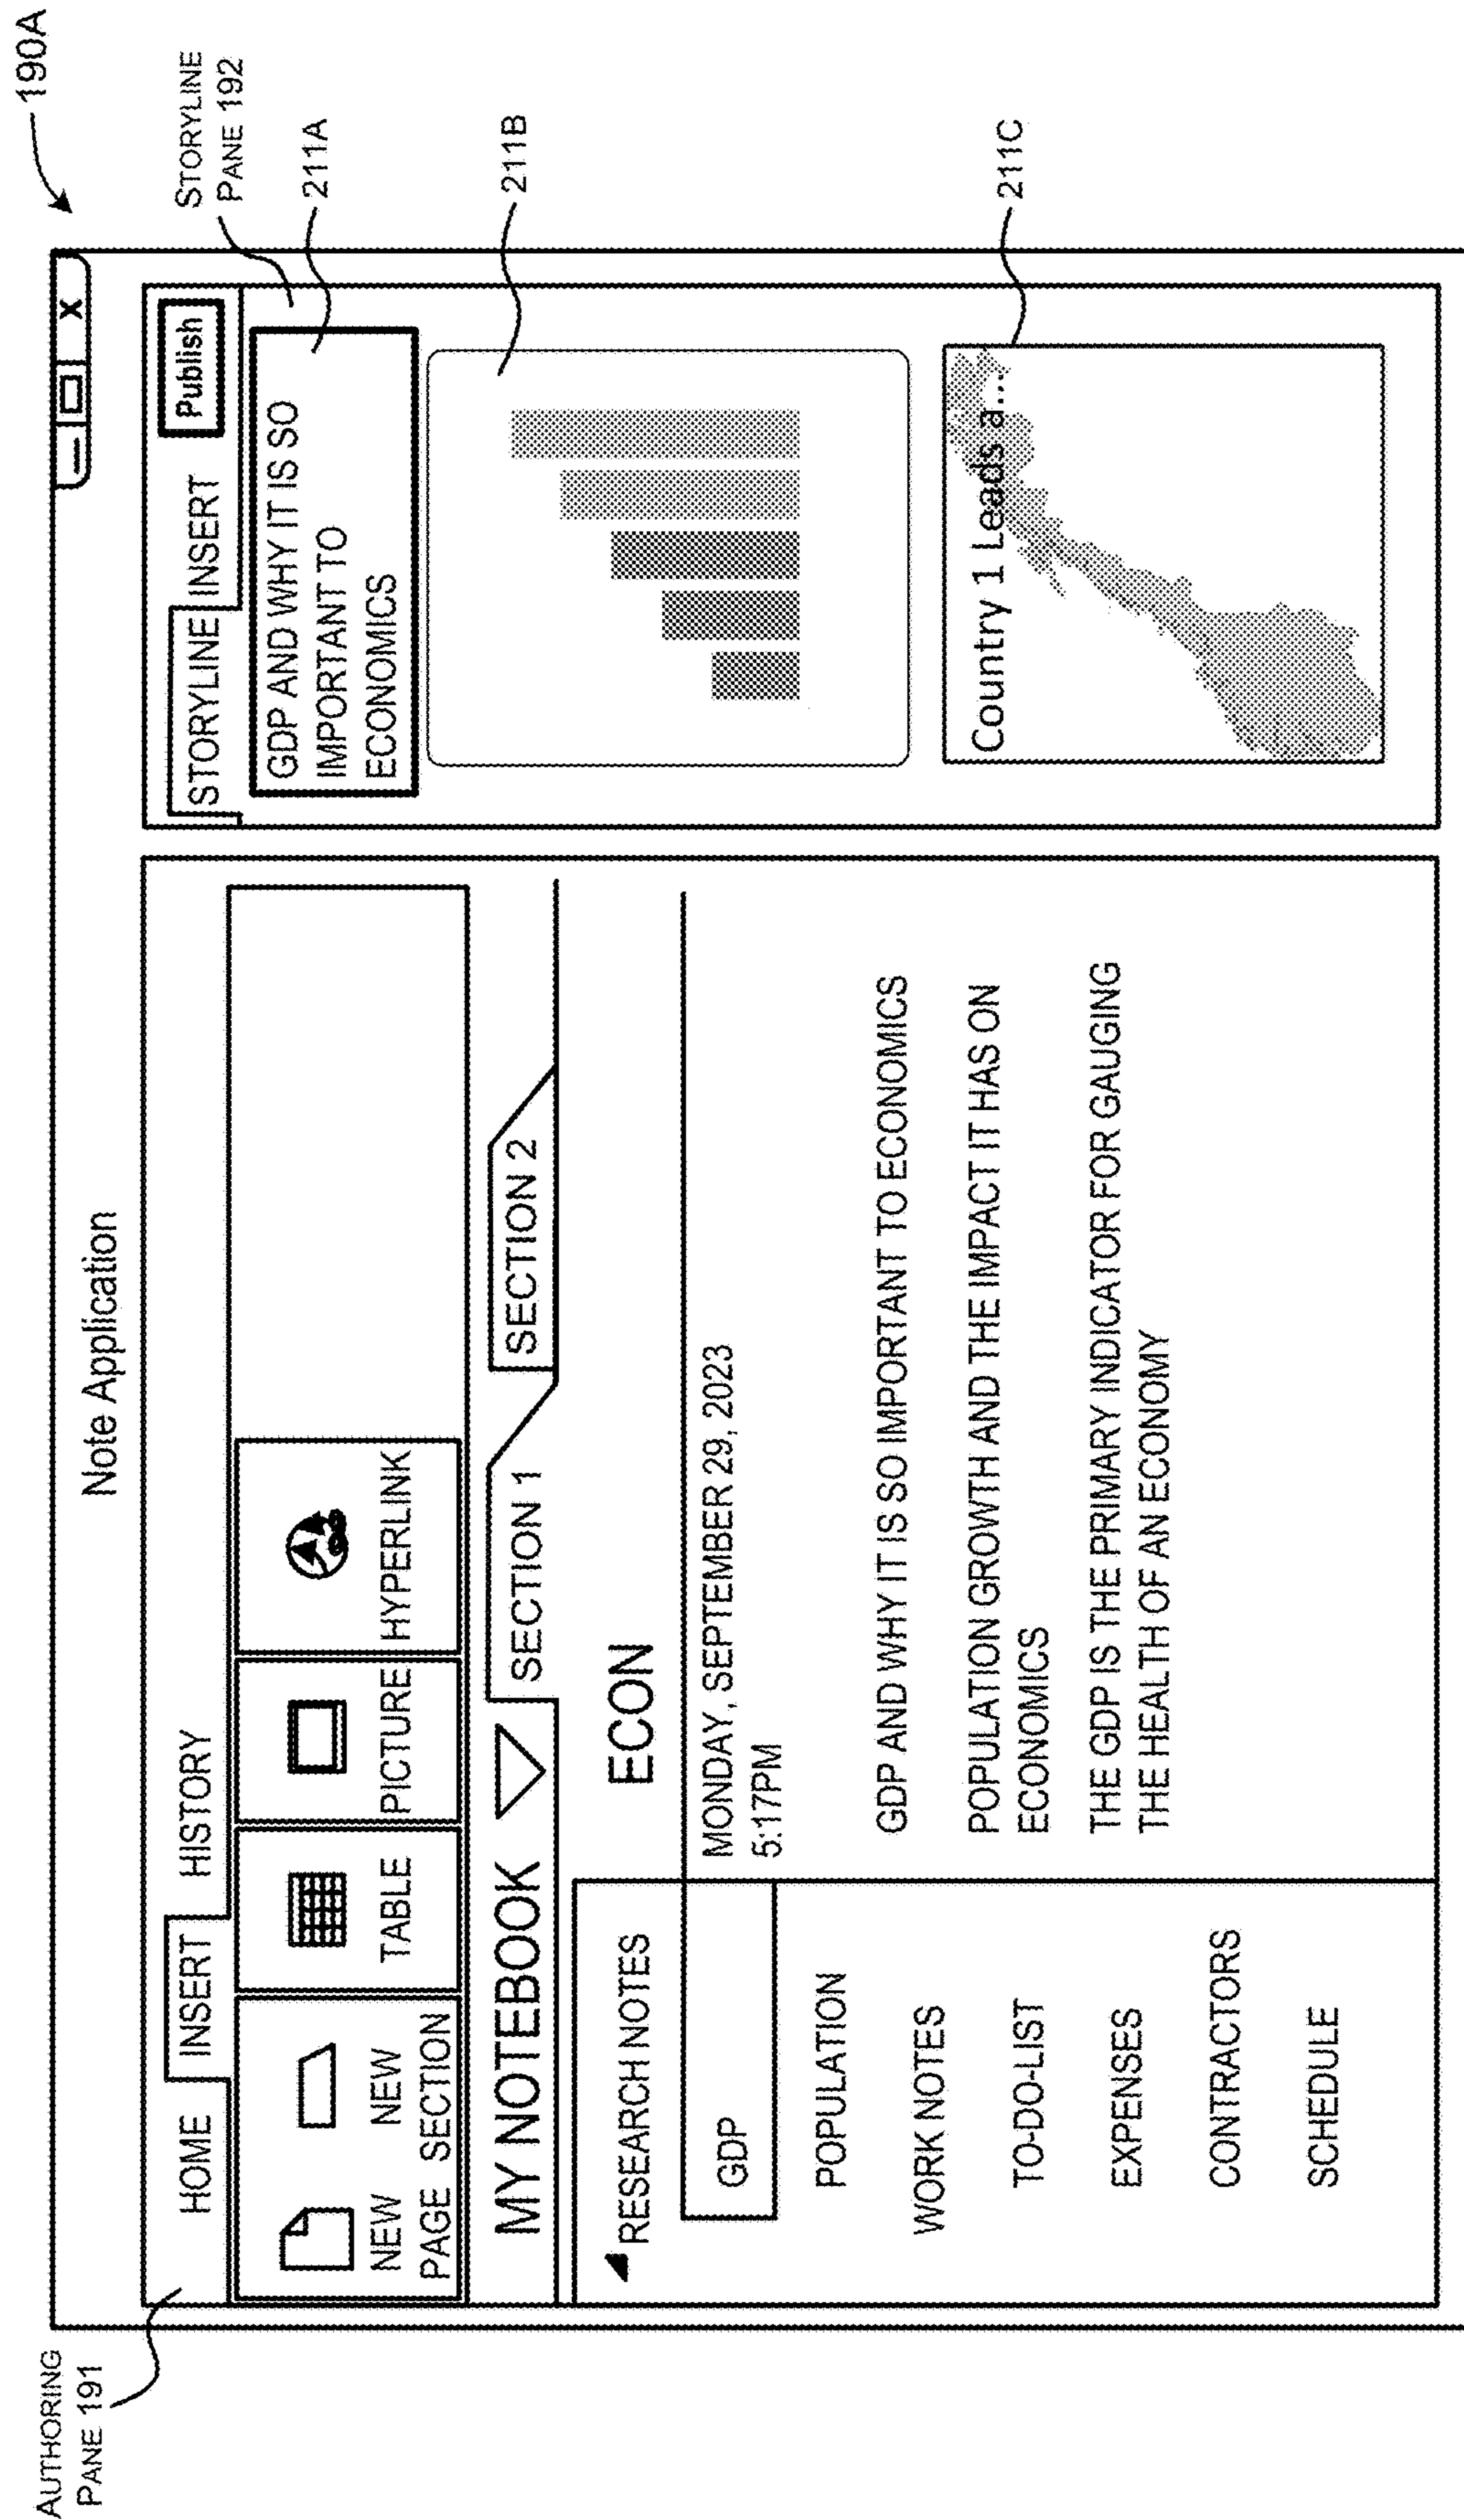 190A
Note Application
_ X
AUTHORING
PANE 191
HOME INSERT HISTORY
NEW
PAGE
NEW
SECTION
TABLE
PICTURE
HYPERLINK
MY NOTEBOOK
SECTION 1
SECTION 2
RESEARCH NOTES
GDP
POPULATION
WORK NOTES
TO-DO-LIST
EXPENSES
CONTRACTORS
SCHEDULE
ECON
MONDAY, SEPTEMBER 29, 2023
5:17PM
GDP AND WHY IT IS SO IMPORTANT TO ECONOMICS
POPULATION GROWTH AND THE IMPACT IT HAS ON
ECONOMICS
THE GDP IS THE PRIMARY INDICATOR FOR GAUGING
THE HEALTH OF AN ECONOMY
STORYLINE INSERT Publish
GDP AND WHY IT IS SO
IMPORTANT TO
ECONOMICS
Country 1 Leads a...
STORYLINE
PANE 192
211A
211B
211C